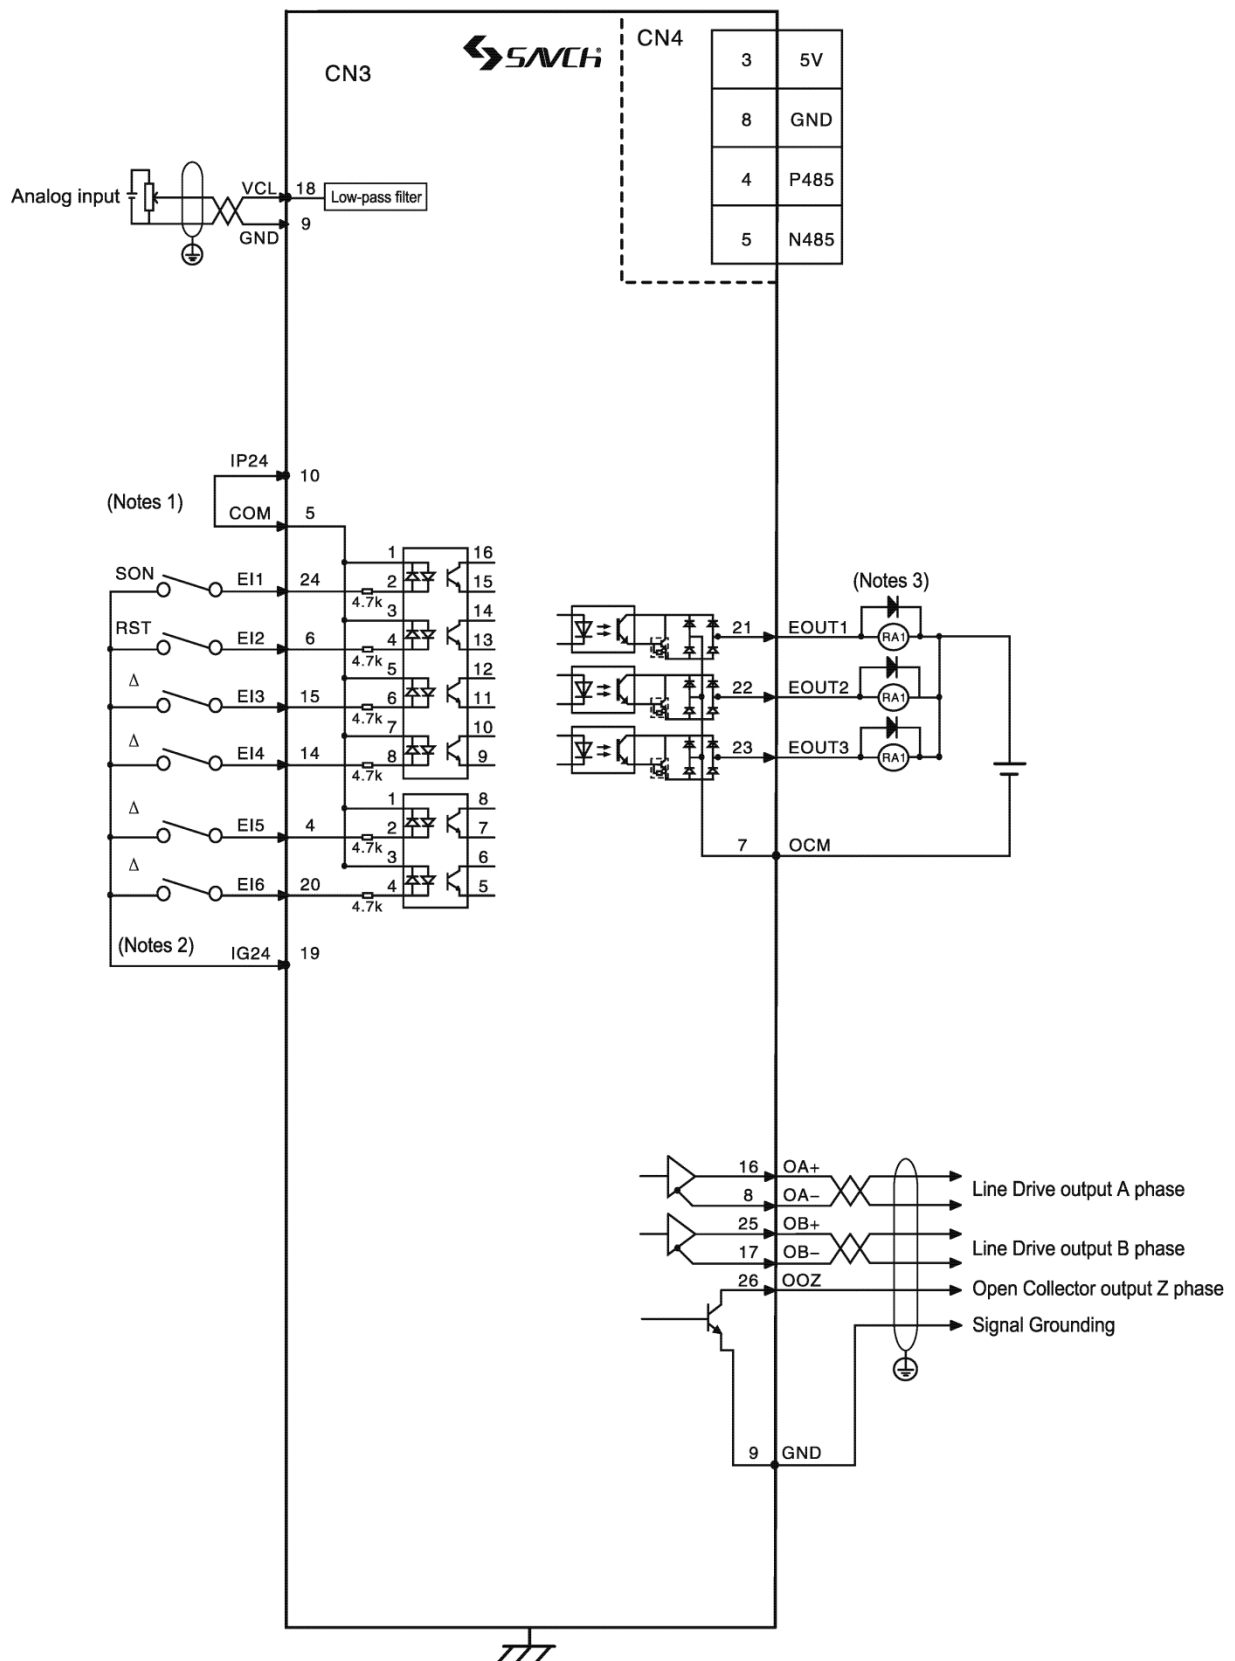 SAVCH
CN3
CN4
3 5V
8 GND
4 P485
5 N485
Analog input
VCL 18 Low-pass filter
GND 9
IP24 10
(Notes 1)
COM 5
SON EI1 24 4.7k
RST EI2 6 4.7k
Δ EI3 15 4.7k
Δ EI4 14 4.7k
Δ EI5 4 4.7k
Δ EI6 20 4.7k
(Notes 2)
IG24 19
1 16
2 15
3 14
4 13
5 12
6 11
7 10
8 9
1 8
2 7
3 6
4 5
(Notes 3)
21 EOUT1 RA1
22 EOUT2 RA1
23 EOUT3 RA1
7 OCM
16 OA+
8 OA−
Line Drive output A phase
25 OB+
17 OB−
Line Drive output B phase
26 OOZ
Open Collector output Z phase
Signal Grounding
9 GND